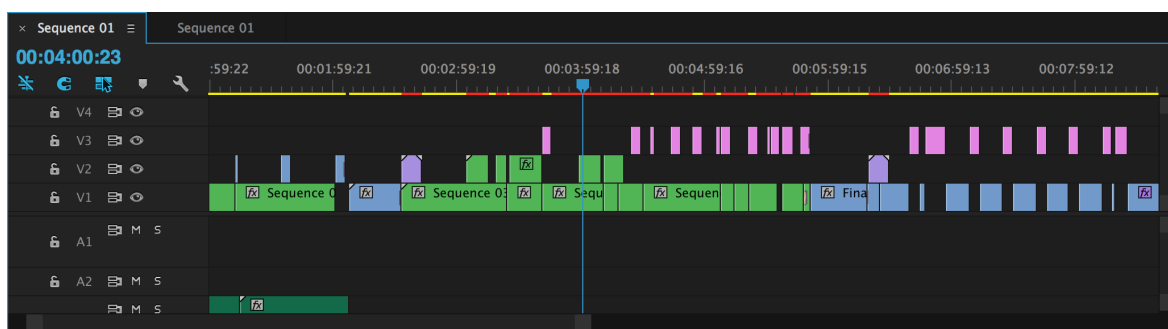 × Sequence 01 ≡ Sequence 01
00:04:00:23
:59:22 00:01:59:21 00:02:59:19 00:03:59:18 00:04:59:16 00:05:59:15 00:06:59:13 00:07:59:12
V4
V3
V2 fx
V1 fx Sequence 0 fx fx Sequence 03 fx fx Sequ fx Sequen fx Fina fx
A1 M S
A2 M S
M S fx